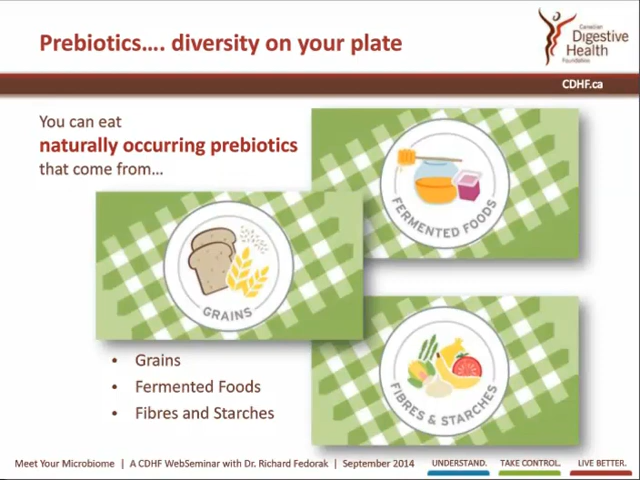 Prebiotics.... diversity on your plate
Canadian
Digestive
Health
Foundation
CDHF.ca
You can eat
naturally occurring prebiotics
that come from...
FERMENTED FOODS
GRAINS
FIBRES & STARCHES
• Grains
• Fermented Foods
• Fibres and Starches
Meet Your Microbiome | A CDHF WebSeminar with Dr. Richard Fedorak | September 2014
UNDERSTAND. TAKE CONTROL. LIVE BETTER.